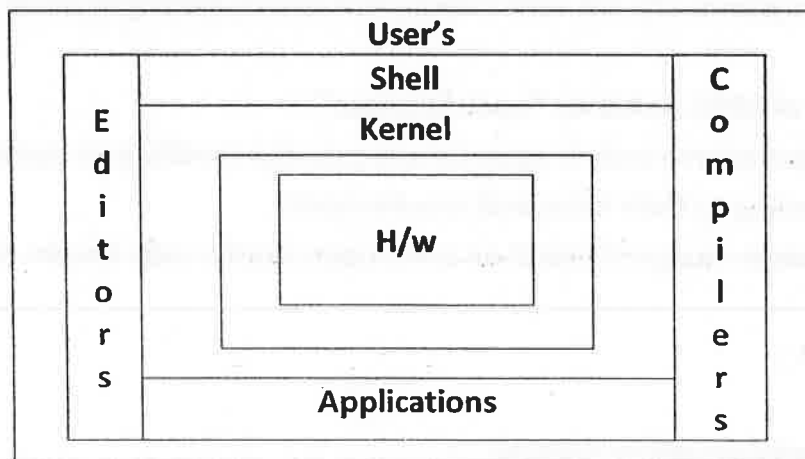 User's
Shell
Kernel
H/w
Applications
Editors
Compilers